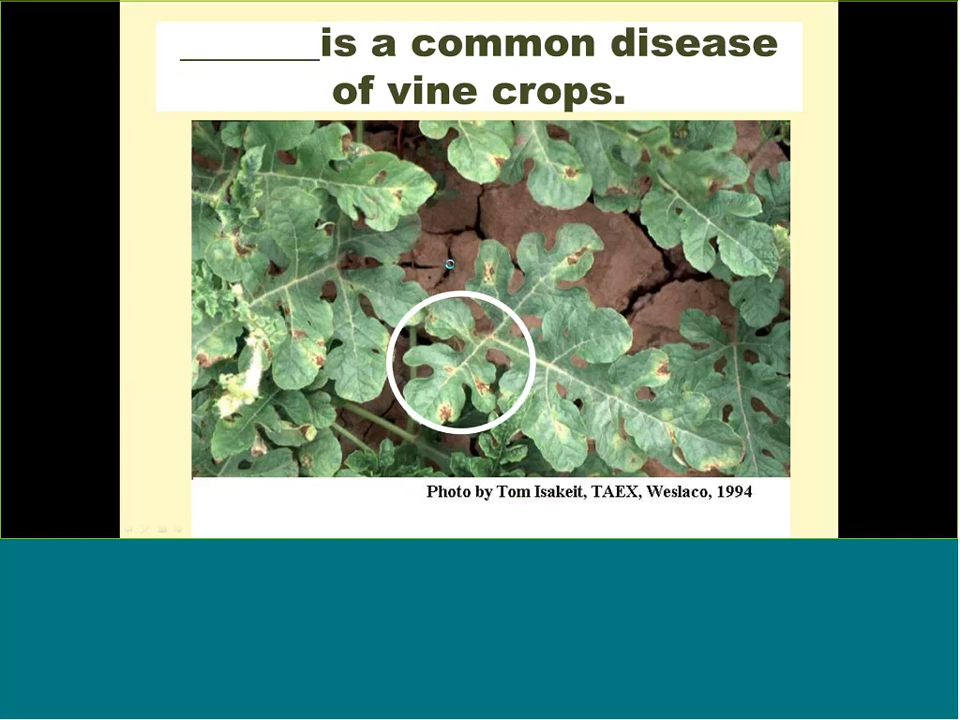 _______is a common disease
of vine crops.
Photo by Tom Isakeit, TAEX, Weslaco, 1994